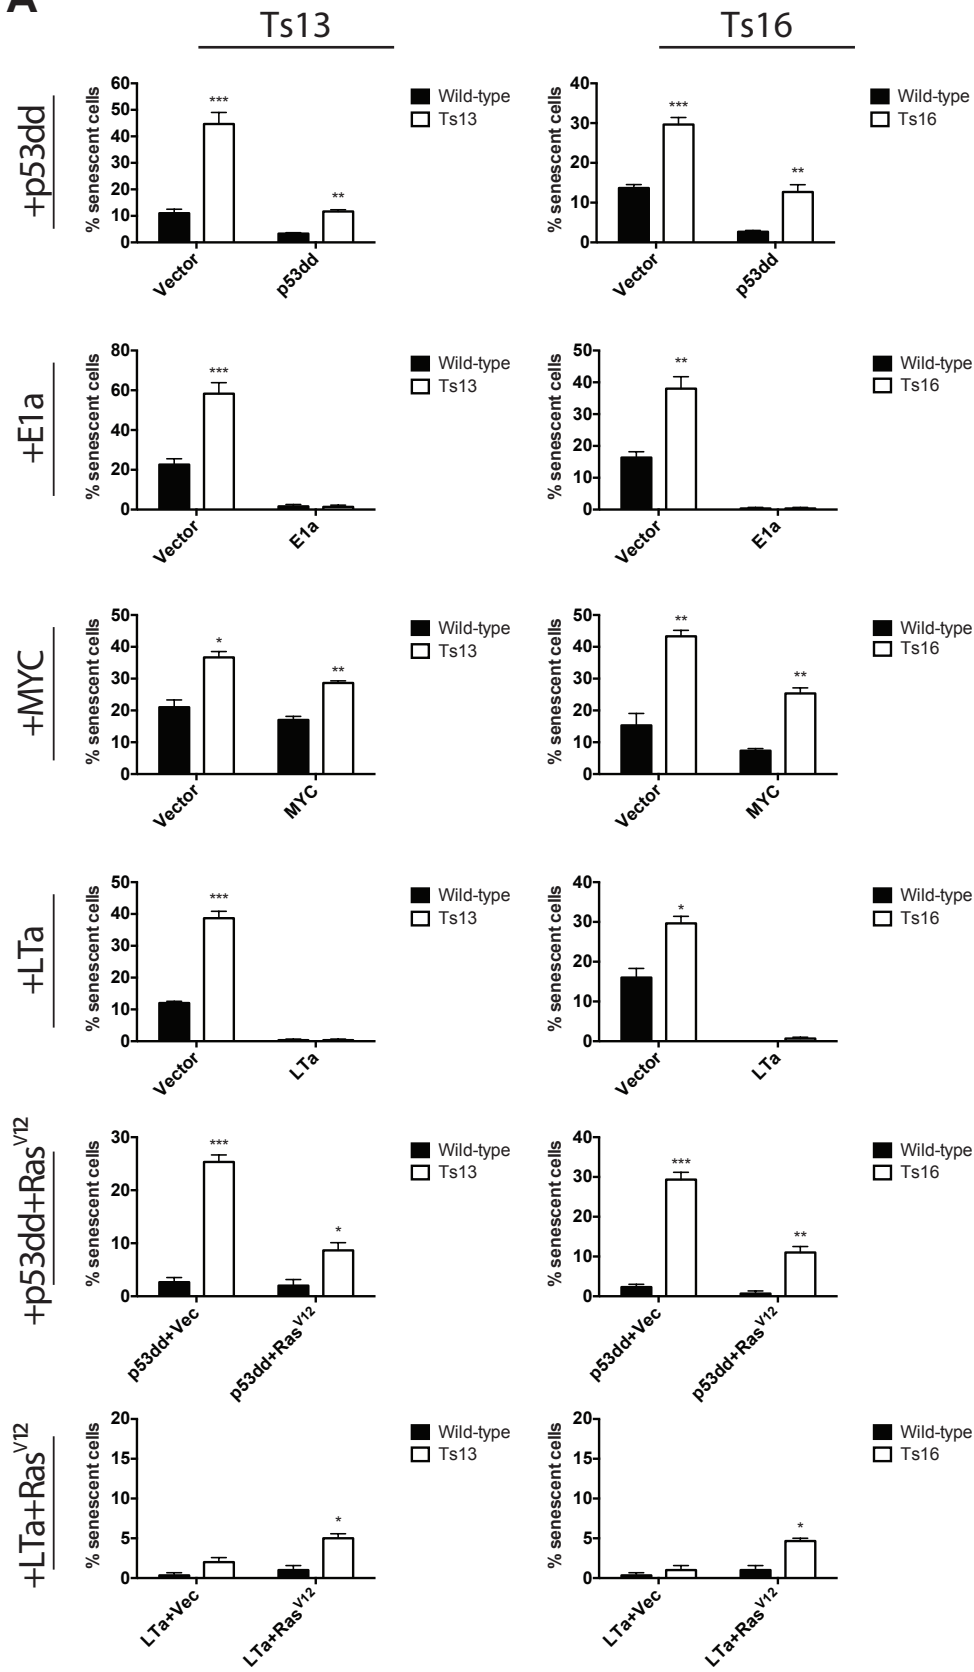 A
Ts13
Ts16
+p53dd
% senescent cells
60
50
40
30
20
10
0
***
**
Vector
p53dd
Wild-type
Ts13
% senescent cells
40
30
20
10
0
***
**
Vector
p53dd
Wild-type
Ts16
+E1a
% senescent cells
80
60
40
20
0
***
Vector
E1a
Wild-type
Ts13
% senescent cells
50
40
30
20
10
0
**
Vector
E1a
Wild-type
Ts16
+MYC
% senescent cells
50
40
30
20
10
0
*
**
Vector
MYC
Wild-type
Ts13
% senescent cells
50
40
30
20
10
0
**
**
Vector
MYC
Wild-type
Ts16
+LTa
% senescent cells
50
40
30
20
10
0
***
Vector
LTa
Wild-type
Ts13
% senescent cells
40
30
20
10
0
*
Vector
LTa
Wild-type
Ts16
+p53dd+Ras^V12
% senescent cells
30
20
10
0
***
*
p53dd+Vec
p53dd+Ras^V12
Wild-type
Ts13
% senescent cells
40
30
20
10
0
***
**
p53dd+Vec
p53dd+Ras^V12
Wild-type
Ts16
+LTa+Ras^V12
% senescent cells
20
15
10
5
0
*
LTa+Vec
LTa+Ras^V12
Wild-type
Ts13
% senescent cells
20
15
10
5
0
*
LTa+Vec
LTa+Ras^V12
Wild-type
Ts16